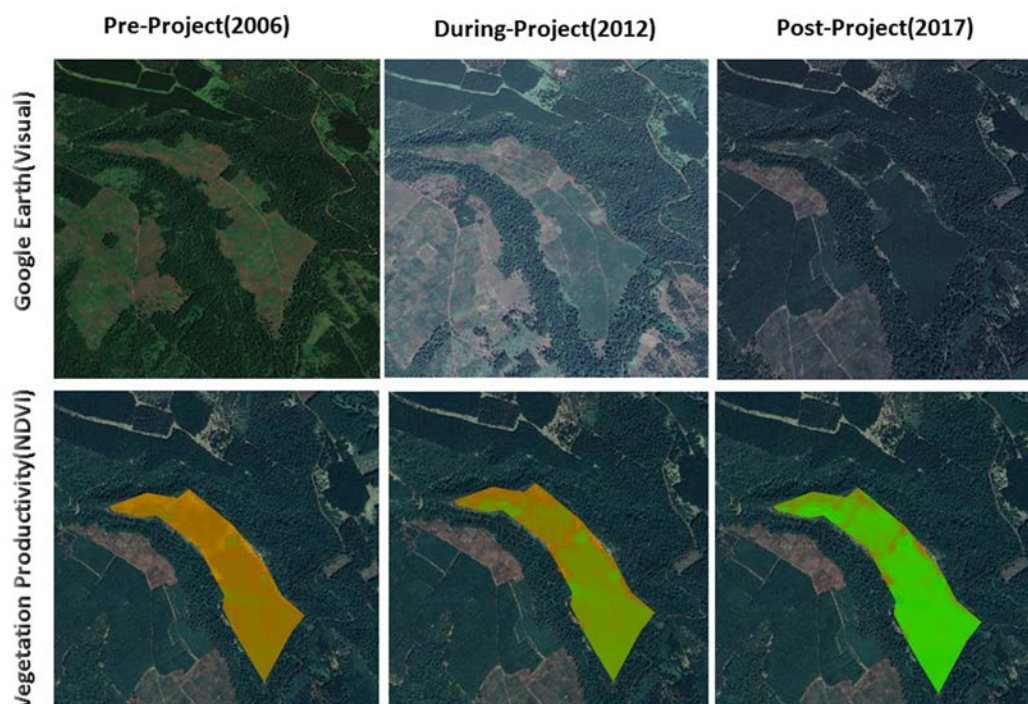 Pre-Project(2006)
During-Project(2012)
Post-Project(2017)
Google Earth(Visual)
Vegetation Productivity(NDVI)